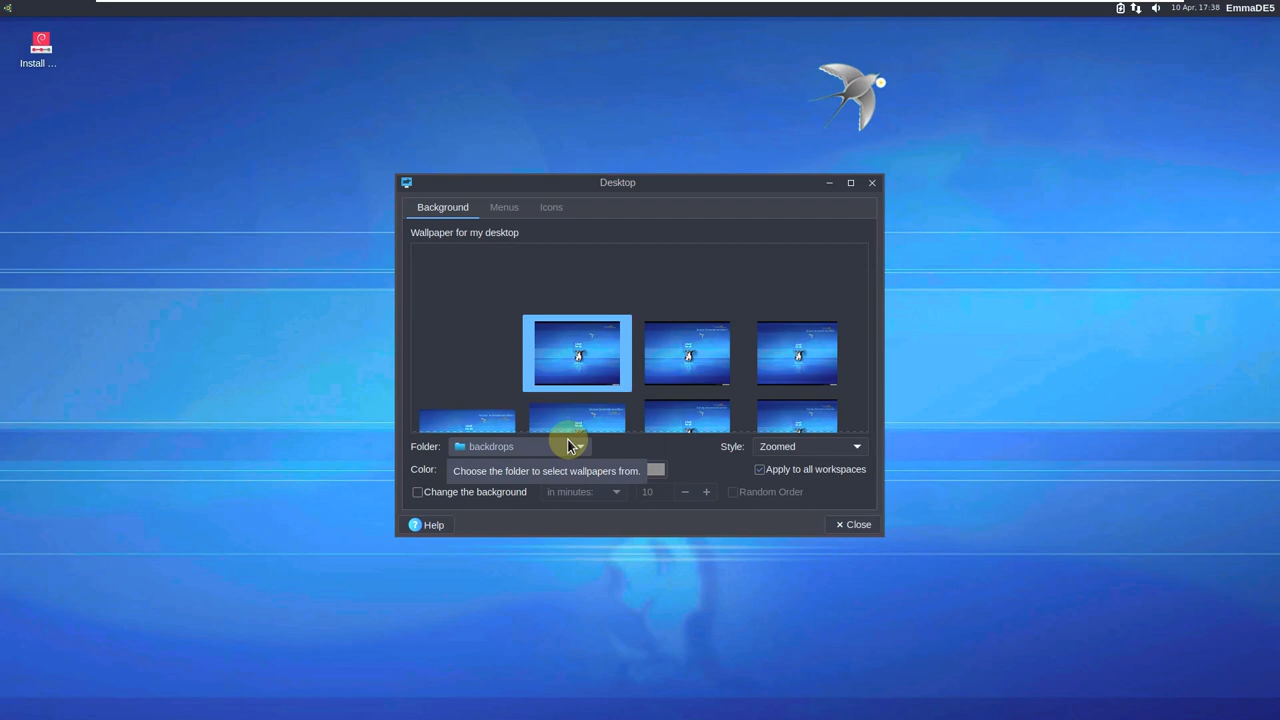 10 Apr, 17:38 EmmaDE5
Install ...
Desktop
Background Menus Icons
Wallpaper for my desktop
Folder: backdrops Style: Zoomed
Color: Apply to all workspaces
Choose the folder to select wallpapers from.
Change the background in minutes: 10 Random Order
? Help Close